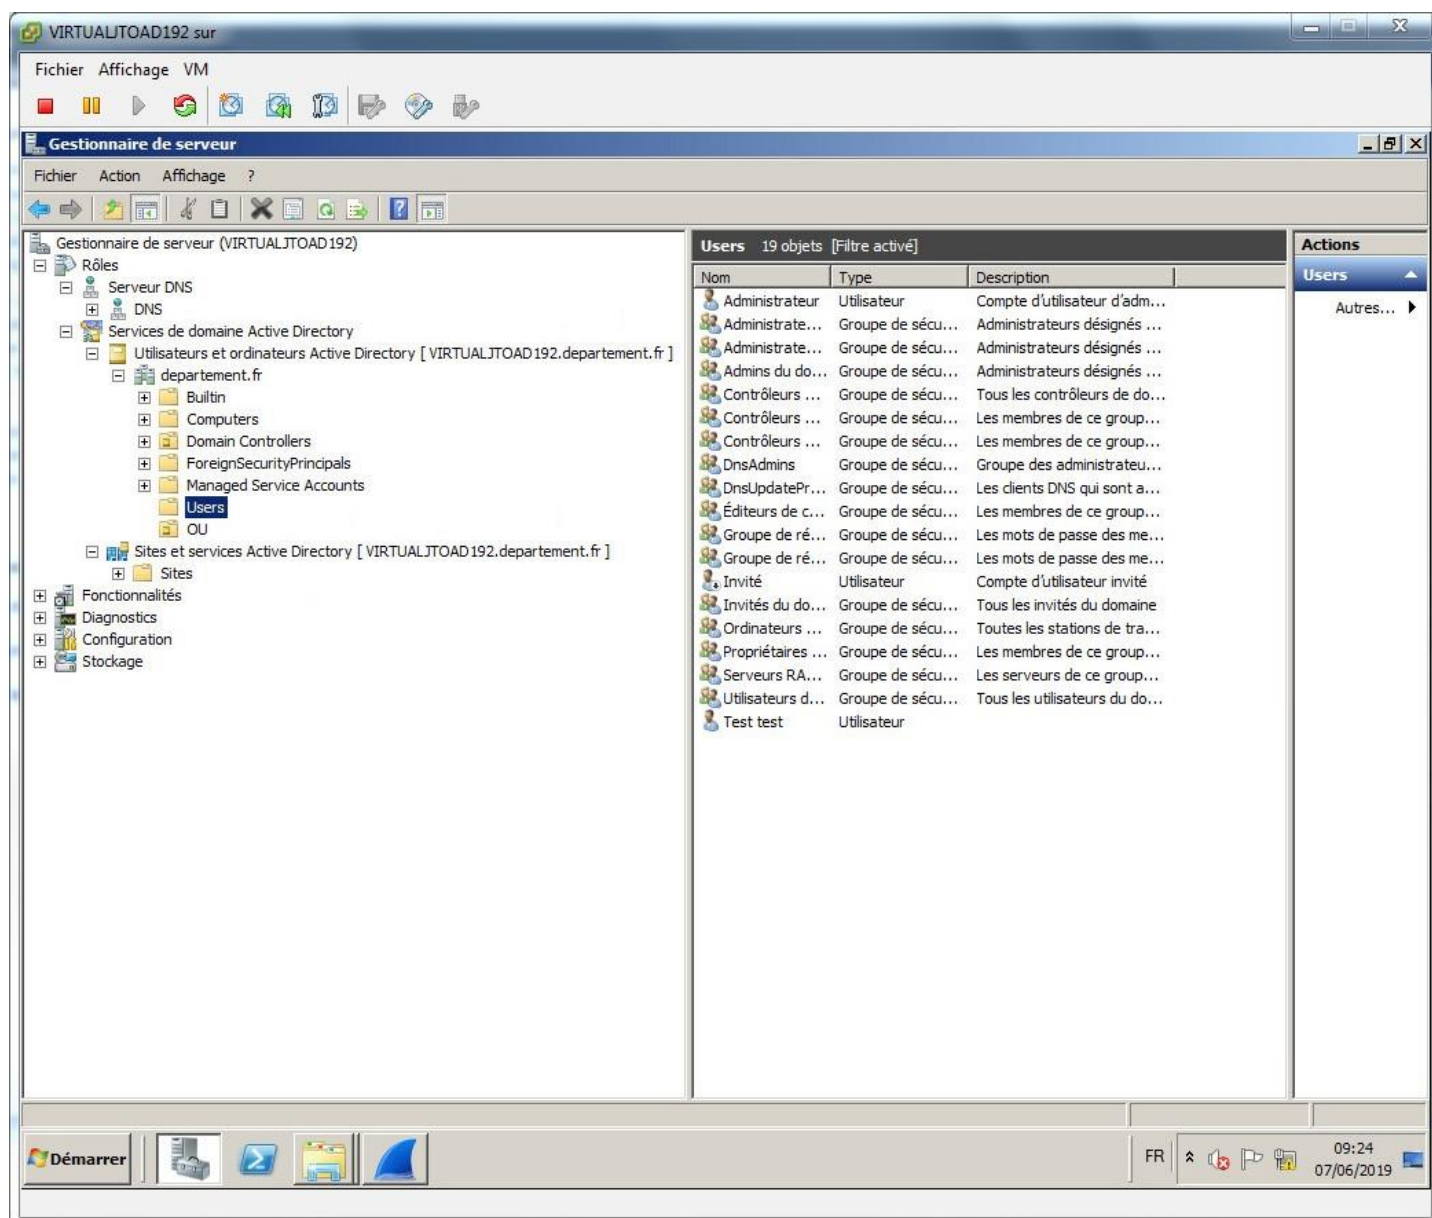 VIRTUALJTOAD192 sur
Fichier Affichage VM
Gestionnaire de serveur
Fichier Action Affichage ?
Gestionnaire de serveur (VIRTUALJTOAD192)
Rôles
Serveur DNS
DNS
Services de domaine Active Directory
Utilisateurs et ordinateurs Active Directory [ VIRTUALJTOAD192.departement.fr ]
departement.fr
Builtin
Computers
Domain Controllers
ForeignSecurityPrincipals
Managed Service Accounts
Users
OU
Sites et services Active Directory [ VIRTUALJTOAD192.departement.fr ]
Sites
Fonctionnalités
Diagnostics
Configuration
Stockage
Users 19 objets [Filtre activé]
Nom Type Description
Administrateur Utilisateur Compte d'utilisateur d'adm...
Administrate... Groupe de sécu... Administrateurs désignés ...
Administrate... Groupe de sécu... Administrateurs désignés ...
Admins du do... Groupe de sécu... Administrateurs désignés ...
Contrôleurs ... Groupe de sécu... Tous les contrôleurs de do...
Contrôleurs ... Groupe de sécu... Les membres de ce group...
Contrôleurs ... Groupe de sécu... Les membres de ce group...
DnsAdmins Groupe de sécu... Groupe des administrateu...
DnsUpdatePr... Groupe de sécu... Les clients DNS qui sont a...
Éditeurs de c... Groupe de sécu... Les membres de ce group...
Groupe de ré... Groupe de sécu... Les mots de passe des me...
Groupe de ré... Groupe de sécu... Les mots de passe des me...
Invité Utilisateur Compte d'utilisateur invité
Invités du do... Groupe de sécu... Tous les invités du domaine
Ordinateurs ... Groupe de sécu... Toutes les stations de tra...
Propriétaires ... Groupe de sécu... Les membres de ce group...
Serveurs RA... Groupe de sécu... Les serveurs de ce group...
Utilisateurs d... Groupe de sécu... Tous les utilisateurs du do...
Test test Utilisateur
Actions
Users
Autres...
Démarrer
FR
09:24
07/06/2019